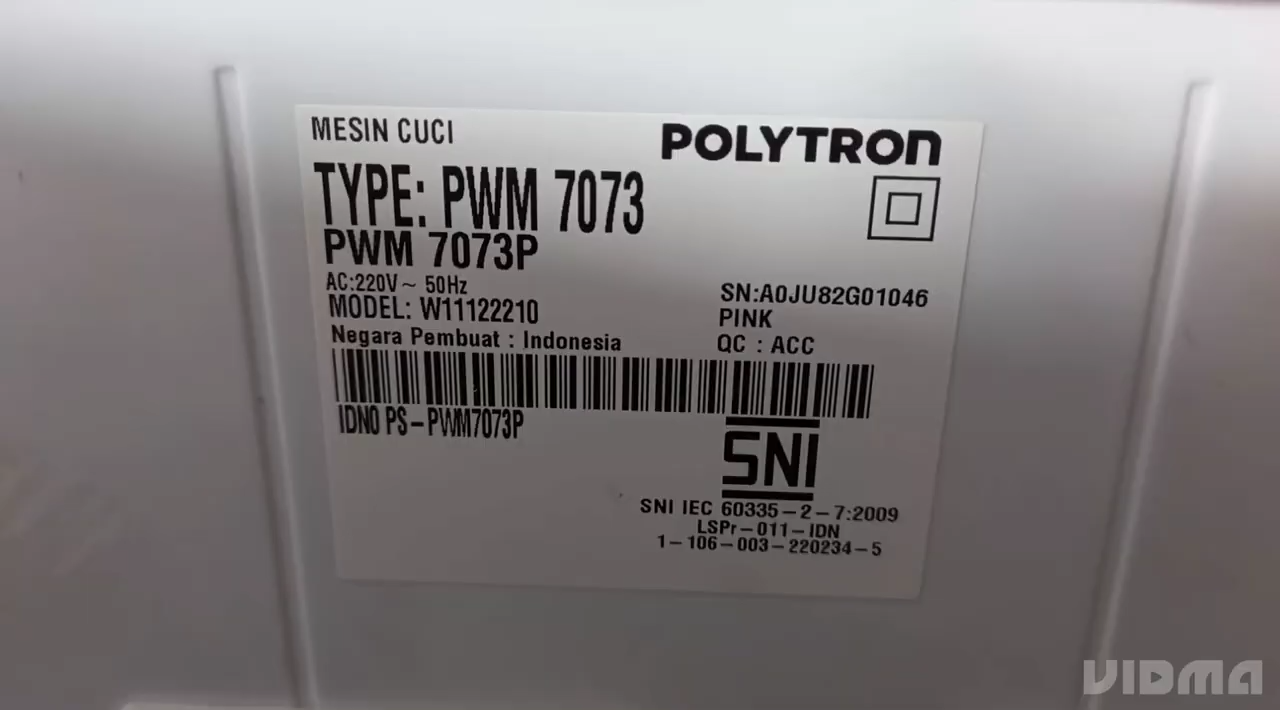 MESIN CUCI
POLYTRON
TYPE: PWM 7073
PWM 7073P
AC:220V~ 50Hz
MODEL: W11122210
Negara Pembuat : Indonesia
SN:A0JU82G01046
PINK
QC : ACC
IDNO PS-PWM7073P
SNI
SNI IEC 60335-2-7:2009
LSPr-011-IDN
1-106-003-220234-5
VIDMA